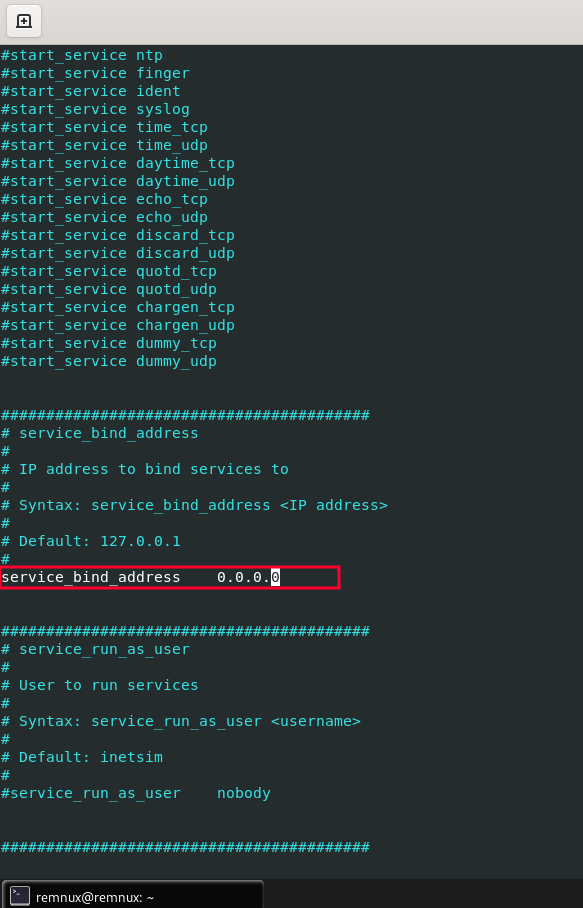 #start_service ntp
#start_service finger
#start_service ident
#start_service syslog
#start_service time_tcp
#start_service time_udp
#start_service daytime_tcp
#start_service daytime_udp
#start_service echo_tcp
#start_service echo_udp
#start_service discard_tcp
#start_service discard_udp
#start_service quotd_tcp
#start_service quotd_udp
#start_service chargen_tcp
#start_service chargen_udp
#start_service dummy_tcp
#start_service dummy_udp
#########################################
# service_bind_address
#
# IP address to bind services to
#
# Syntax: service_bind_address <IP address>
#
# Default: 127.0.0.1
#
service_bind_address    0.0.0.0
#########################################
# service_run_as_user
#
# User to run services
#
# Syntax: service_run_as_user <username>
#
# Default: inetsim
#
#service_run_as_user    nobody
#########################################
remnux@remnux: ~